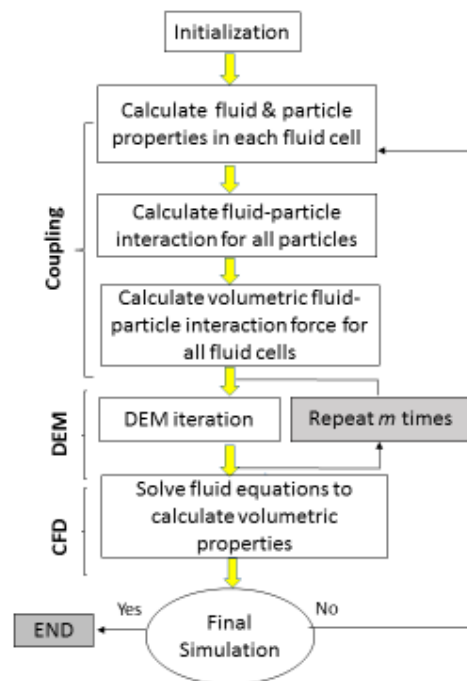 Initialization
Calculate fluid & particle
properties in each fluid cell
Coupling
Calculate fluid-particle
interaction for all particles
Calculate volumetric fluid-
particle interaction force for
all fluid cells
DEM
DEM iteration
Repeat m times
CFD
Solve fluid equations to
calculate volumetric
properties
Yes
No
END
Final
Simulation